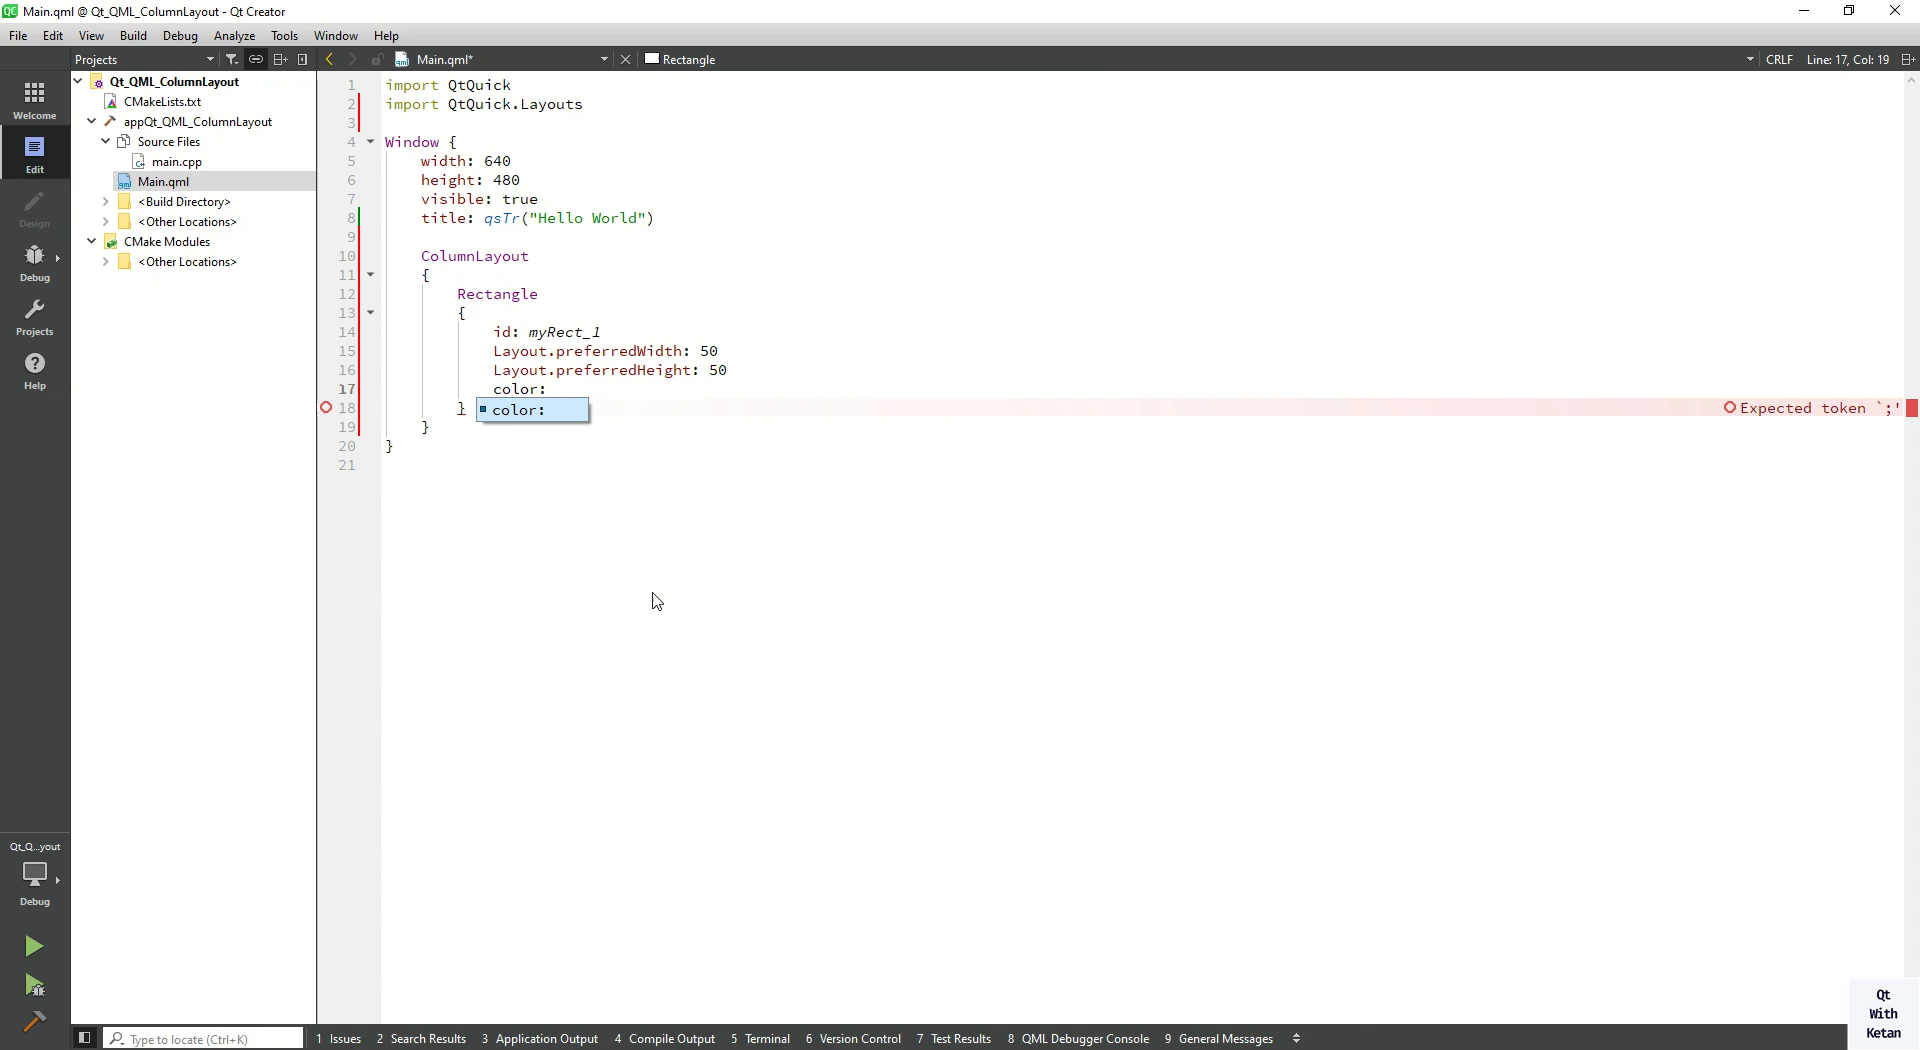 Main.qml @ Qt_QML_ColumnLayout - Qt Creator
File Edit View Build Debug Analyze Tools Window Help
Projects
Main.qml*
Rectangle
CRLF
Line: 17, Col: 19
Welcome
Edit
Design
Debug
Projects
Help
Qt_QML_ColumnLayout
CMakeLists.txt
appQt_QML_ColumnLayout
Source Files
main.cpp
Main.qml
<Build Directory>
<Other Locations>
CMake Modules
<Other Locations>
1 import QtQuick
2 import QtQuick.Layouts
3
4 Window {
5 width: 640
6 height: 480
7 visible: true
8 title: qsTr("Hello World")
9
10 ColumnLayout
11 {
12 Rectangle
13 {
14 id: myRect_1
15 Layout.preferredWidth: 50
16 Layout.preferredHeight: 50
17 color:
18 } color: Expected token `;'
19 }
20 }
21
Qt_Q...yout
Debug
Type to locate (Ctrl+K)
1 Issues 2 Search Results 3 Application Output 4 Compile Output 5 Terminal 6 Version Control 7 Test Results 8 QML Debugger Console 9 General Messages
Qt
With
Ketan